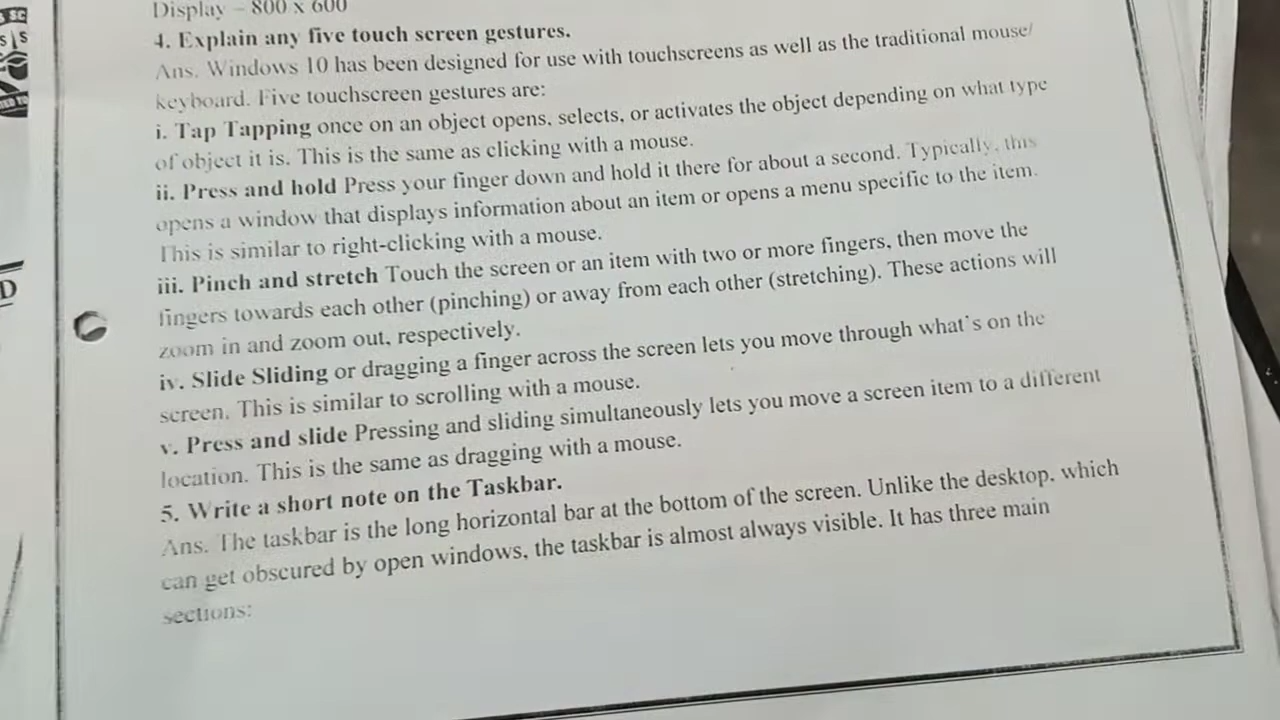 Display – 800 x 600
4. Explain any five touch screen gestures.
Ans. Windows 10 has been designed for use with touchscreens as well as the traditional mouse/
keyboard. Five touchscreen gestures are:
i. Tap Tapping once on an object opens, selects, or activates the object depending on what type
of object it is. This is the same as clicking with a mouse.
ii. Press and hold Press your finger down and hold it there for about a second. Typically, this
opens a window that displays information about an item or opens a menu specific to the item.
This is similar to right-clicking with a mouse.
iii. Pinch and stretch Touch the screen or an item with two or more fingers, then move the
fingers towards each other (pinching) or away from each other (stretching). These actions will
zoom in and zoom out, respectively.
iv. Slide Sliding or dragging a finger across the screen lets you move through what's on the
screen. This is similar to scrolling with a mouse.
v. Press and slide Pressing and sliding simultaneously lets you move a screen item to a different
location. This is the same as dragging with a mouse.
5. Write a short note on the Taskbar.
Ans. The taskbar is the long horizontal bar at the bottom of the screen. Unlike the desktop, which
can get obscured by open windows, the taskbar is almost always visible. It has three main
sections: